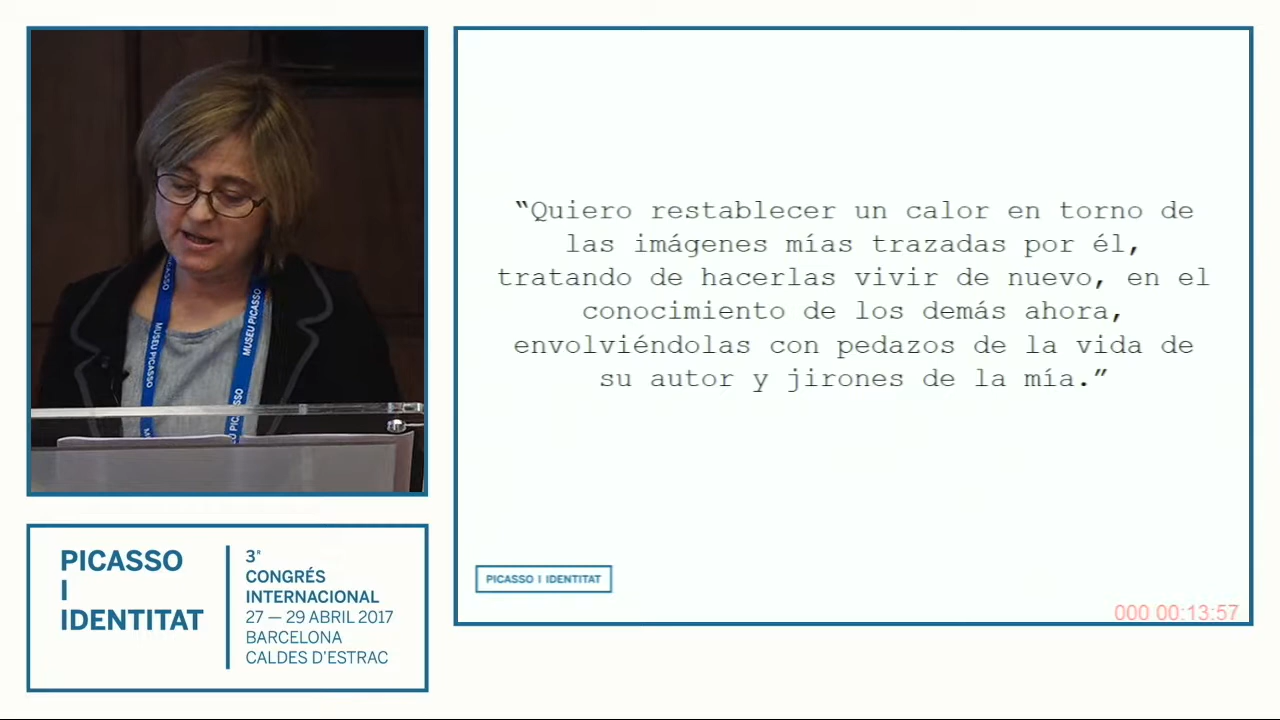 “Quiero restablecer un calor en torno de
las imágenes mías trazadas por él,
tratando de hacerlas vivir de nuevo, en el
conocimiento de los demás ahora,
envolviéndolas con pedazos de la vida de
su autor y jirones de la mía.”
PICASSO I IDENTITAT
000 00:13:57
MUSEU PICASSO
MUSEU PICASSO
PICASSO
I
IDENTITAT
3º
CONGRÉS
INTERNACIONAL
27 — 29 ABRIL 2017
BARCELONA
CALDES D’ESTRAC